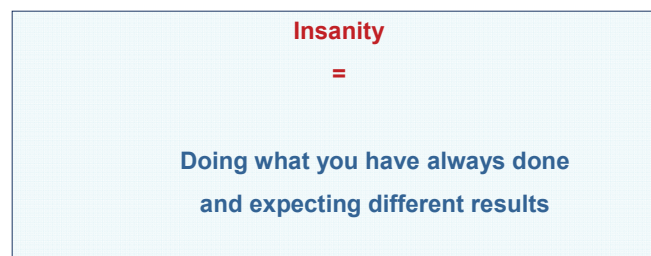 Insanity
=
Doing what you have always done
and expecting different results